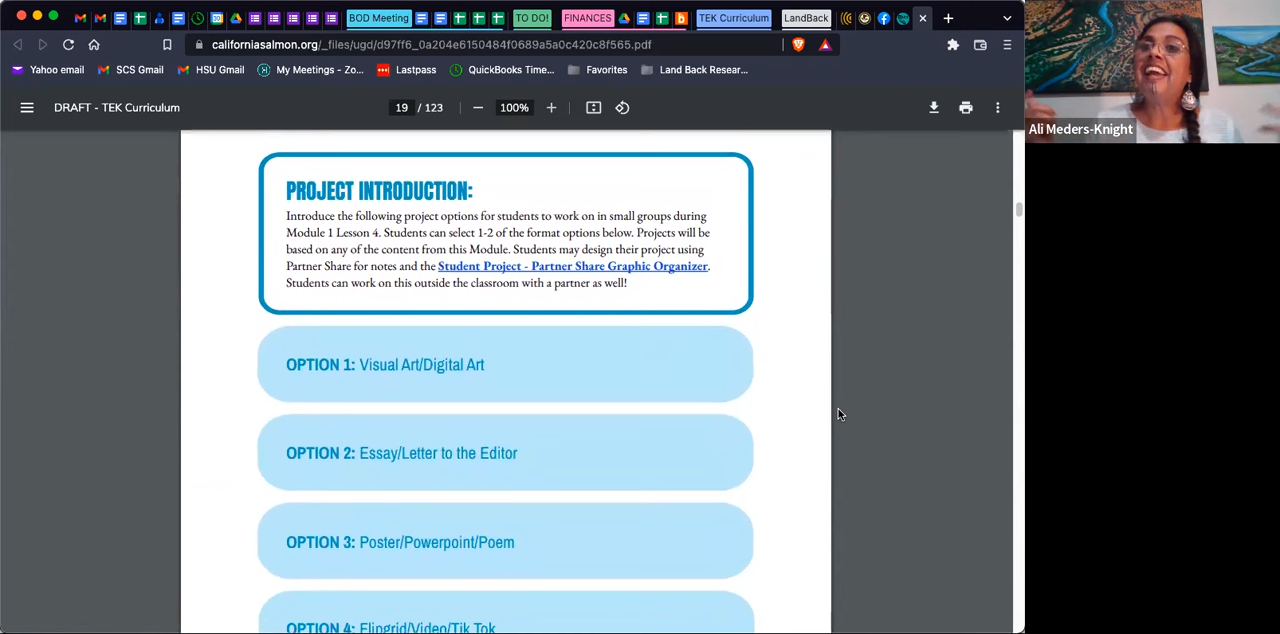 BOD Meeting
TO DO!
FINANCES
TEK Curriculum
LandBack
californiasalmon.org/_files/ugd/d97ff6_0a204e6150484f0689a5a0c420c8f565.pdf
Yahoo email
SCS Gmail
HSU Gmail
My Meetings - Zo...
Lastpass
QuickBooks Time...
Favorites
Land Back Resear...
DRAFT - TEK Curriculum
19 / 123
100%
PROJECT INTRODUCTION:
Introduce the following project options for students to work on in small groups during
Module 1 Lesson 4. Students can select 1-2 of the format options below. Projects will be
based on any of the content from this Module. Students may design their project using
Partner Share for notes and the Student Project - Partner Share Graphic Organizer.
Students can work on this outside the classroom with a partner as well!
OPTION 1: Visual Art/Digital Art
OPTION 2: Essay/Letter to the Editor
OPTION 3: Poster/Powerpoint/Poem
OPTION 4: Flipgrid/Video/Tik Tok
Ali Meders-Knight